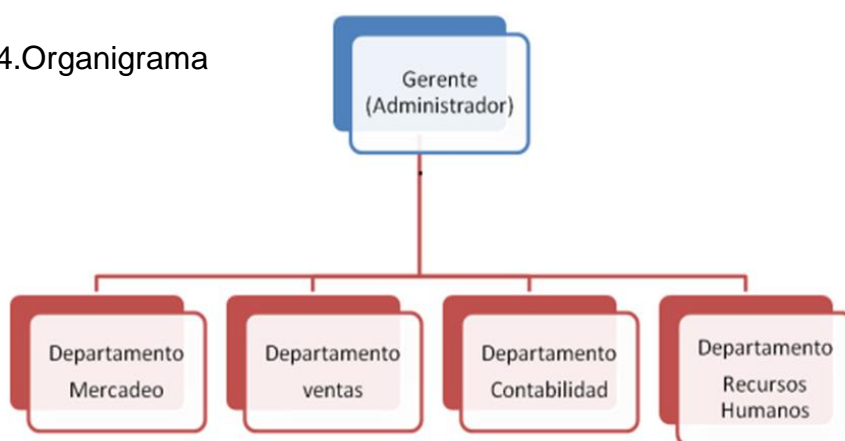 4.Organigrama
Gerente
(Administrador)
Departamento
Mercadeo
Departamento
ventas
Departamento
Contabilidad
Departamento
Recursos
Humanos